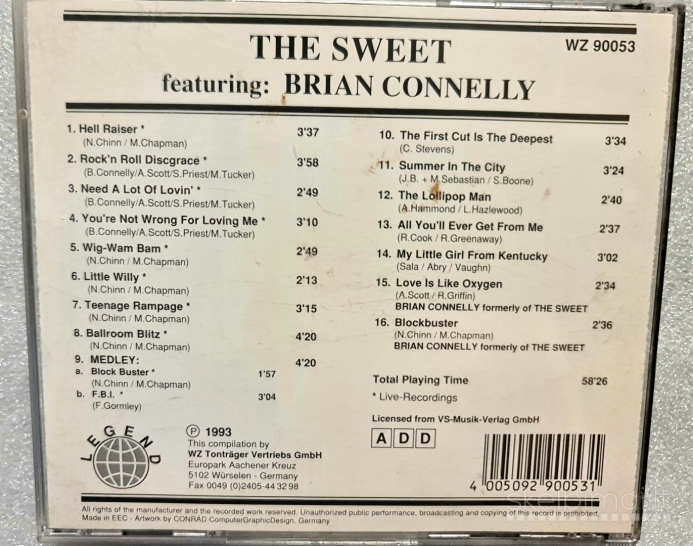 THE SWEET
WZ 90053
featuring: BRIAN CONNELLY
1. Hell Raiser * 3'37
(N.Chinn / M.Chapman)
2. Rock'n Roll Discgrace * 3'58
(B.Connelly/A.Scott/S.Priest/M.Tucker)
3. Need A Lot Of Lovin' * 2'49
(B.Connelly/A.Scott/S.Priest/M.Tucker)
4. You're Not Wrong For Loving Me * 3'10
(B.Connelly/A.Scott/S.Priest/M.Tucker)
5. Wig-Wam Bam * 2'49
(N.Chinn / M.Chapman)
6. Little Willy * 2'13
(N.Chinn / M.Chapman)
7. Teenage Rampage * 3'15
(N.Chinn / M.Chapman)
8. Ballroom Blitz * 4'20
(N.Chinn / M.Chapman)
9. MEDLEY: 4'20
a. Block Buster * 1'57
(N.Chinn / M.Chapman)
b. F.B.I. * 3'04
(F.Gormley)
10. The First Cut Is The Deepest 3'34
(C. Stevens)
11. Summer In The City 3'24
(J.B. + M.Sebastian / S.Boone)
12. The Lollipop Man 2'40
(A.Hammond / L.Hazlewood)
13. All You'll Ever Get From Me 2'37
(R.Cook / R.Greenaway)
14. My Little Girl From Kentucky 3'02
(Sala / Abry / Vaughn)
15. Love Is Like Oxygen 2'34
(A.Scott / R.Griffin)
BRIAN CONNELLY formerly of THE SWEET
16. Blockbuster 2'36
(N.Chinn / M.Chapman)
BRIAN CONNELLY formerly of THE SWEET
Total Playing Time 58'26
* Live-Recordings
Licensed from VS-Musik-Verlag GmbH
A D D
LEGEND
℗ 1993
This compilation by
WZ Tonträger Vertriebs GmbH
Europark Aachener Kreuz
5102 Würselen - Germany
Fax 0049 (0)2405-44 32 98
4 005092 900531
skelbimo
All rights of the manufacturer and the recorded work reserved. Unauthorized public performance, broadcasting and copying of this record is prohibited.
Made in EEC - Artwork by CONRAD ComputerGraphicDesign, Germany